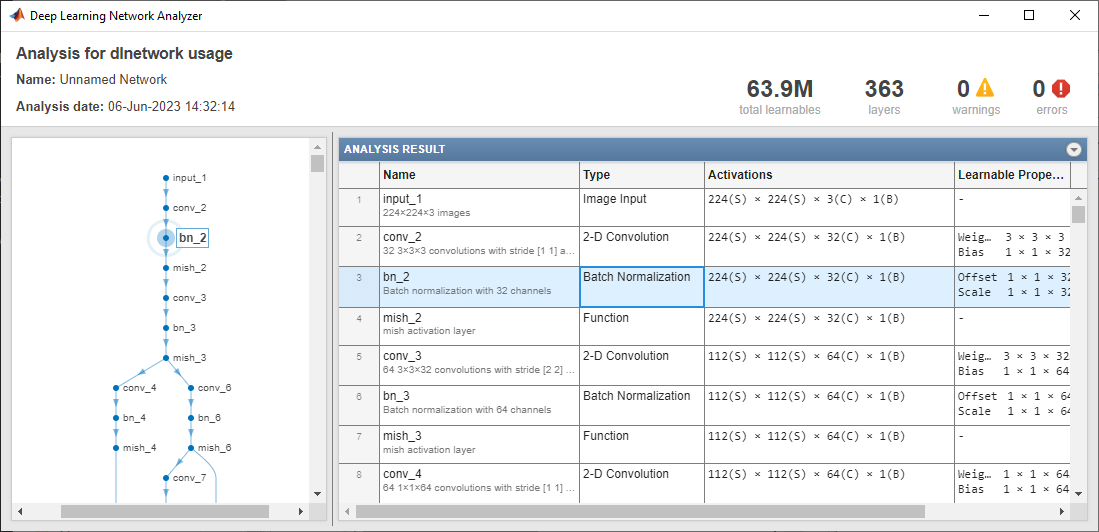 Deep Learning Network Analyzer
Analysis for dlnetwork usage
Name: Unnamed Network
Analysis date: 06-Jun-2023 14:32:14
63.9M
total learnables
363
layers
0
warnings
0
errors
input_1
conv_2
bn_2
mish_2
conv_3
bn_3
mish_3
conv_4 conv_6
bn_4 bn_6
mish_4 mish_6
conv_7
ANALYSIS RESULT
Name Type Activations Learnable Prope...
1 input_1 Image Input 224(S) × 224(S) × 3(C) × 1(B) -
224×224×3 images
2 conv_2 2-D Convolution 224(S) × 224(S) × 32(C) × 1(B) Weig… 3 × 3 × 3
32 3×3×3 convolutions with stride [1 1] a… Bias 1 × 1 × 32
3 bn_2 Batch Normalization 224(S) × 224(S) × 32(C) × 1(B) Offset 1 × 1 × 32
Batch normalization with 32 channels Scale 1 × 1 × 32
4 mish_2 Function 224(S) × 224(S) × 32(C) × 1(B) -
mish activation layer
5 conv_3 2-D Convolution 112(S) × 112(S) × 64(C) × 1(B) Weig… 3 × 3 × 32
64 3×3×32 convolutions with stride [2 2] … Bias 1 × 1 × 64
6 bn_3 Batch Normalization 112(S) × 112(S) × 64(C) × 1(B) Offset 1 × 1 × 64
Batch normalization with 64 channels Scale 1 × 1 × 64
7 mish_3 Function 112(S) × 112(S) × 64(C) × 1(B) -
mish activation layer
8 conv_4 2-D Convolution 112(S) × 112(S) × 64(C) × 1(B) Weig… 1 × 1 × 64
64 1×1×64 convolutions with stride [1 1] … Bias 1 × 1 × 64